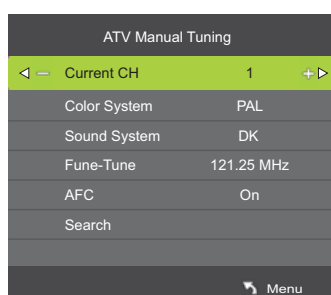 ATV Manual Tuning
Current CH 1
Color System PAL
Sound System DK
Fune-Tune 121.25 MHz
AFC On
Search
Menu